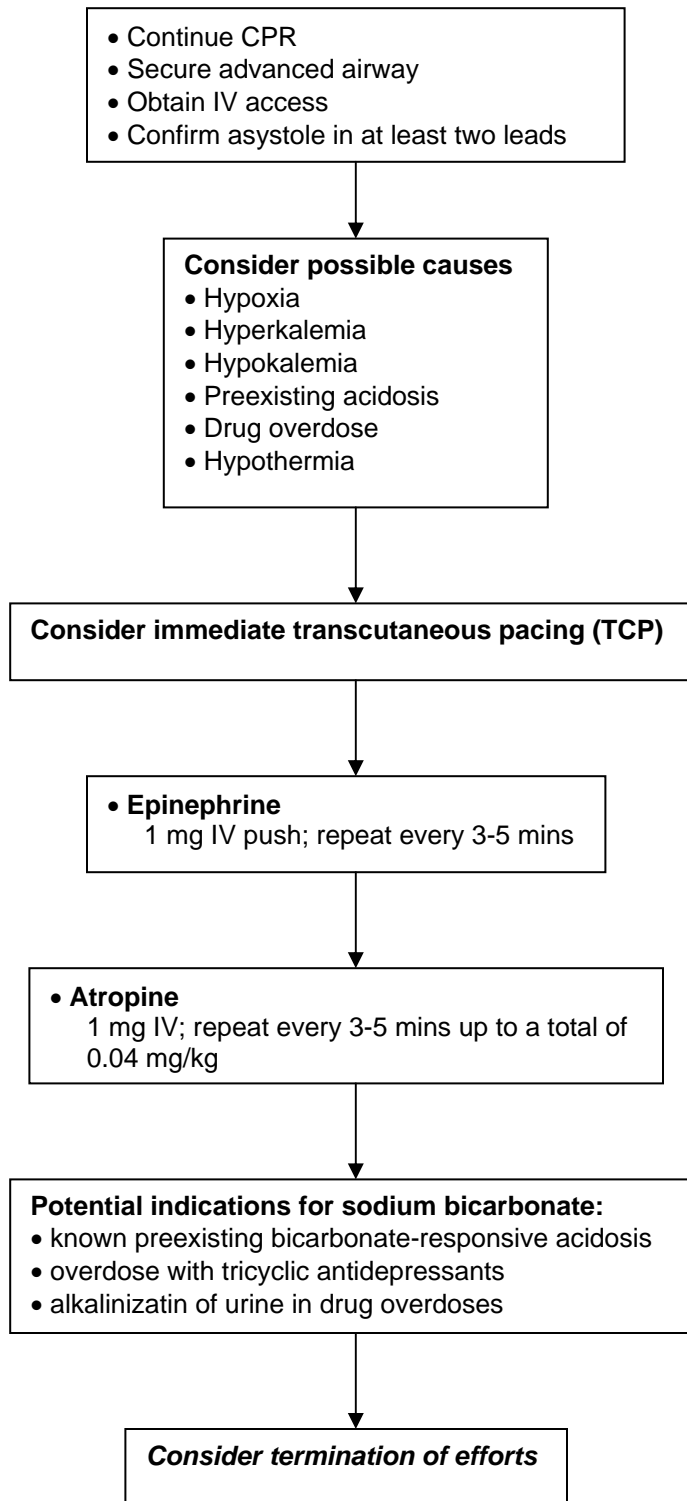 • Continue CPR
• Secure advanced airway
• Obtain IV access
• Confirm asystole in at least two leads
Consider possible causes
• Hypoxia
• Hyperkalemia
• Hypokalemia
• Preexisting acidosis
• Drug overdose
• Hypothermia
Consider immediate transcutaneous pacing (TCP)
• Epinephrine
1 mg IV push; repeat every 3-5 mins
• Atropine
1 mg IV; repeat every 3-5 mins up to a total of
0.04 mg/kg
Potential indications for sodium bicarbonate:
• known preexisting bicarbonate-responsive acidosis
• overdose with tricyclic antidepressants
• alkalinizatin of urine in drug overdoses
Consider termination of efforts